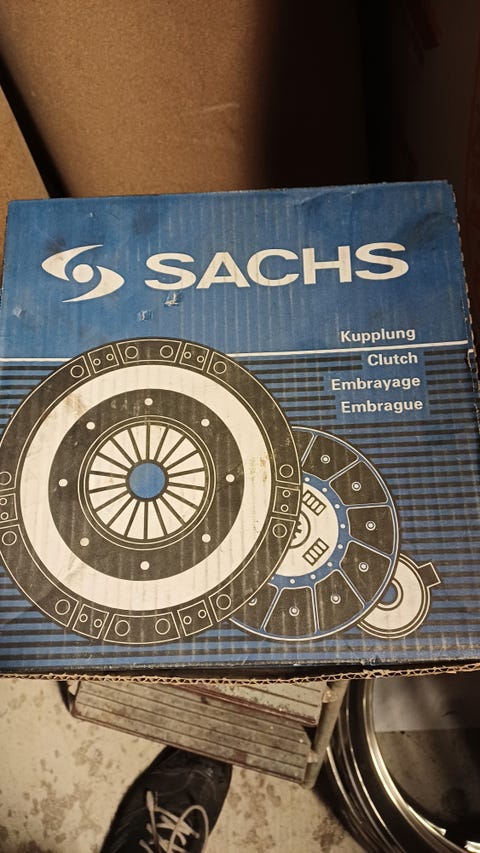 SACHS
Kupplung
Clutch
Embrayage
Embrague